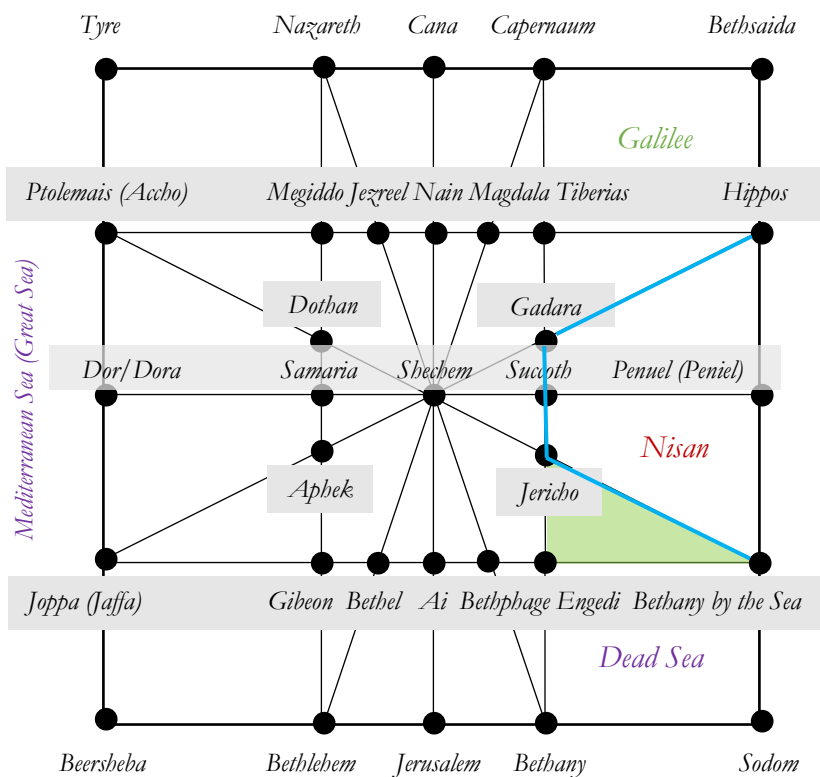 Tyre Nazareth Cana Capernaum Bethsaida
Galilee
Ptolemais (Accho) Megiddo Jezreel Nain Magdala Tiberias Hippos
Mediterranean Sea (Great Sea)
Dothan Gadara
Dor/Dora Samaria Shechem Succoth Penuel (Peniel)
Nisan
Aphek Jericho
Joppa (Jaffa) Gibeon Bethel Ai Bethphage Engedi Bethany by the Sea
Dead Sea
Beersheba Bethlehem Jerusalem Bethany Sodom